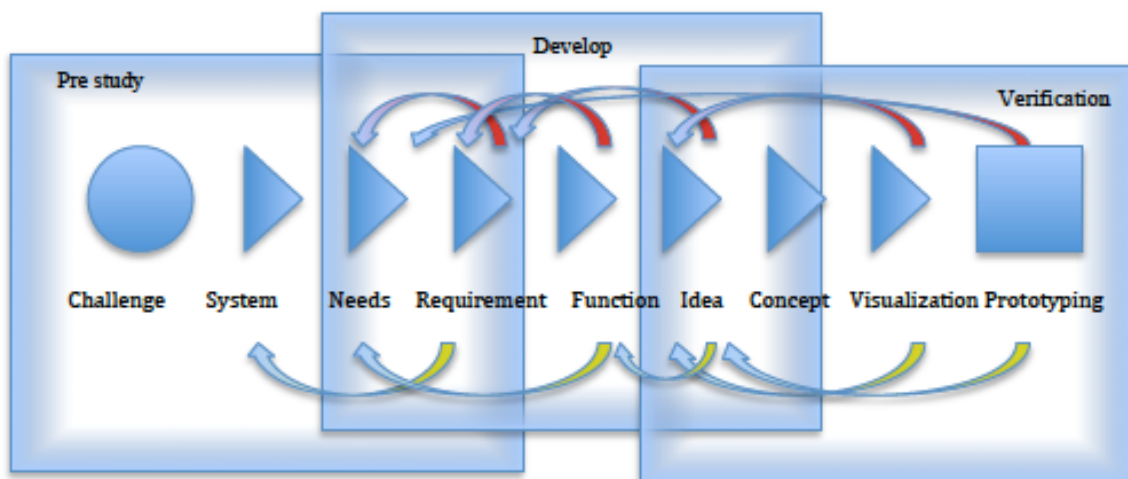 Develop
Pre study
Verification
Challenge System Needs Requirement Function Idea Concept Visualization Prototyping